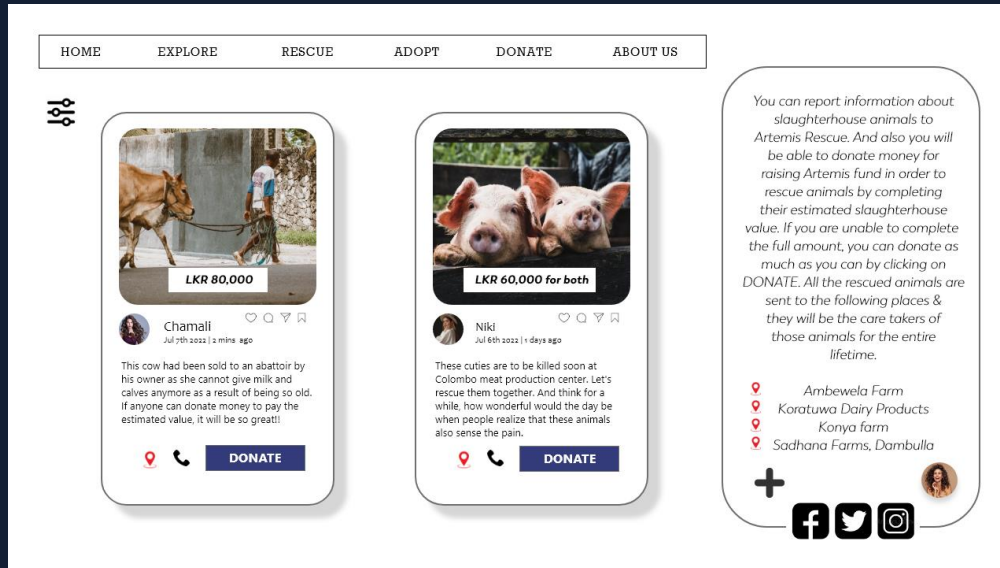 HOME EXPLORE RESCUE ADOPT DONATE ABOUT US
LKR 80,000
Chamali
Jul 7th 2022 | 2 mins ago
This cow had been sold to an abattoir by
his owner as she cannot give milk and
calves anymore as a result of being so old.
If anyone can donate money to pay the
estimated value, it will be so great!!
DONATE
LKR 60,000 for both
Niki
Jul 6th 2022 | 1 days ago
These cuties are to be killed soon at
Colombo meat production center. Let's
rescue them together. And think for a
while, how wonderful would the day be
when people realize that these animals
also sense the pain.
DONATE
You can report information about
slaughterhouse animals to
Artemis Rescue. And also you will
be able to donate money for
raising Artemis fund in order to
rescue animals by completing
their estimated slaughterhouse
value. If you are unable to complete
the full amount, you can donate as
much as you can by clicking on
DONATE. All the rescued animals are
sent to the following places &
they will be the care takers of
those animals for the entire
lifetime.
Ambewela Farm
Koratuwa Dairy Products
Konya farm
Sadhana Farms, Dambulla